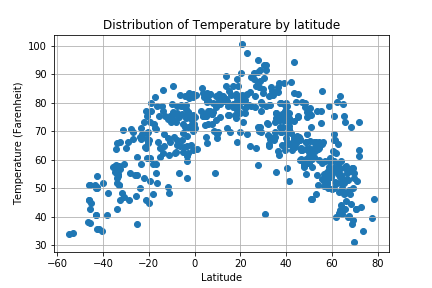 Distribution of Temperature by latitude
Temperature (Farenheit)
100
90
80
70
60
50
40
30
−60 −40 −20 0 20 40 60 80
Latitude